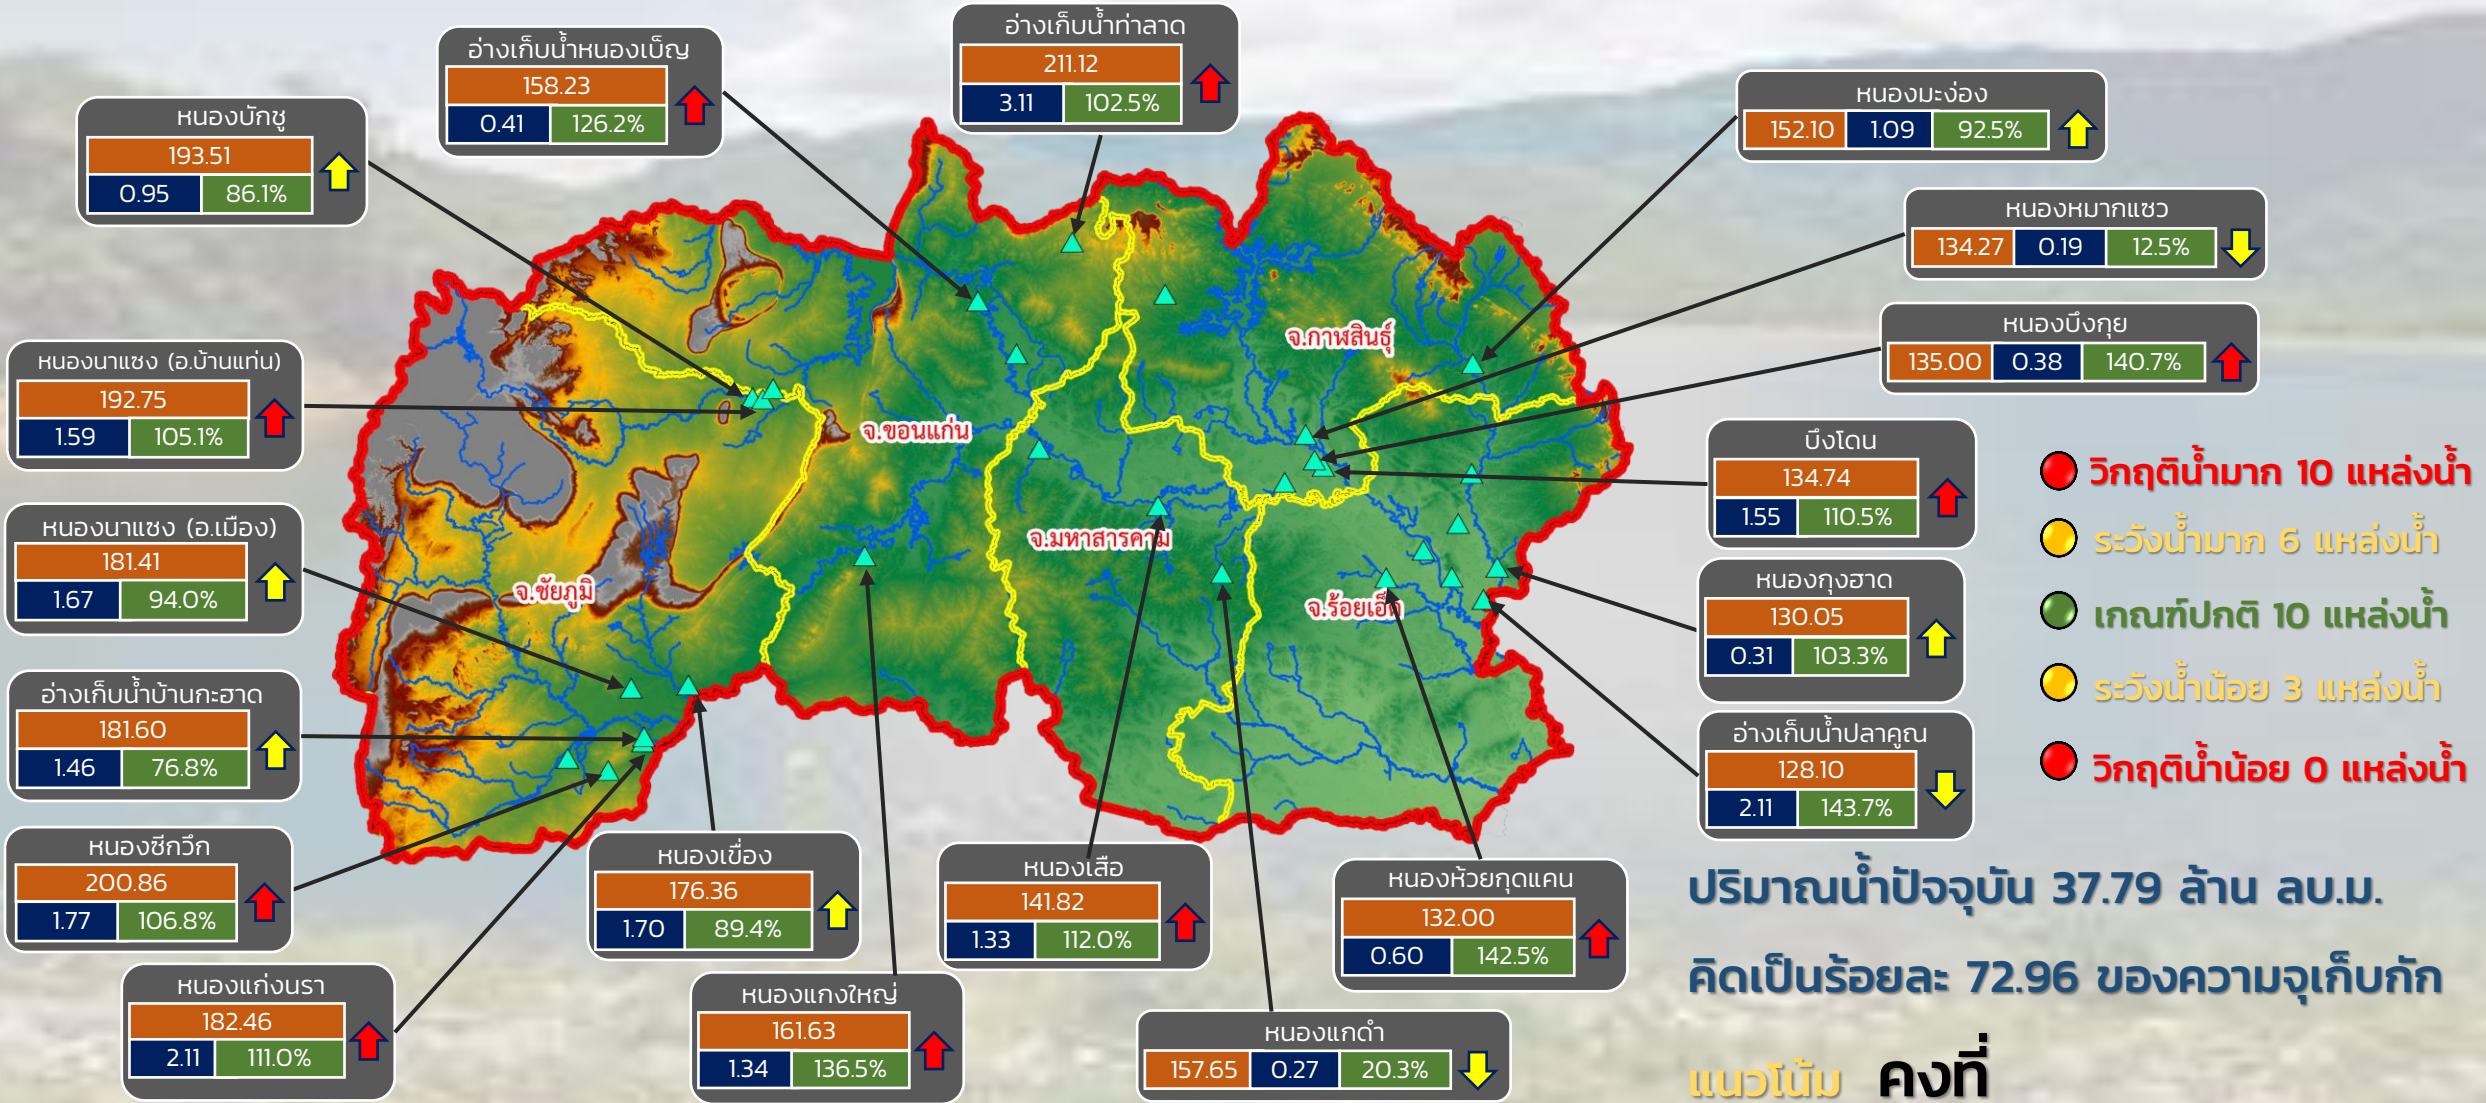 อ่างเก็บน้ำท่าลาด
211.12
3.11 102.5%
อ่างเก็บน้ำหนองเบ็ญ
158.23
0.41 126.2%
หนองบักชู
193.51
0.95 86.1%
หนองมะง่อง
152.10 1.09 92.5%
หนองหมากแซว
134.27 0.19 12.5%
หนองบึงกุย
135.00 0.38 140.7%
หนองนาแซง (อ.บ้านแท่น)
192.75
1.59 105.1%
บึงโดน
134.74
1.55 110.5%
หนองนาแซง (อ.เมือง)
181.41
1.67 94.0%
หนองกุงฮาด
130.05
0.31 103.3%
อ่างเก็บน้ำบ้านกะฮาด
181.60
1.46 76.8%
อ่างเก็บน้ำปลาคูณ
128.10
2.11 143.7%
หนองซีกวึก
200.86
1.77 106.8%
หนองเขื่อง
176.36
1.70 89.4%
หนองเสือ
141.82
1.33 112.0%
หนองห้วยกุดแคน
132.00
0.60 142.5%
หนองแก่งนรา
182.46
2.11 111.0%
หนองแกงใหญ่
161.63
1.34 136.5%
หนองแกดำ
157.65 0.27 20.3%
จ.กาฬสินธุ์
จ.ขอนแก่น
จ.มหาสารคาม
จ.ชัยภูมิ
จ.ร้อยเอ็ด
วิกฤติน้ำมาก 10 แหล่งน้ำ
ระวังน้ำมาก 6 แหล่งน้ำ
เกณฑ์ปกติ 10 แหล่งน้ำ
ระวังน้ำน้อย 3 แหล่งน้ำ
วิกฤติน้ำน้อย 0 แหล่งน้ำ
ปริมาณน้ำปัจจุบัน 37.79 ล้าน ลบ.ม.
คิดเป็นร้อยละ 72.96 ของความจุเก็บกัก
แนวโน้ม คงที่